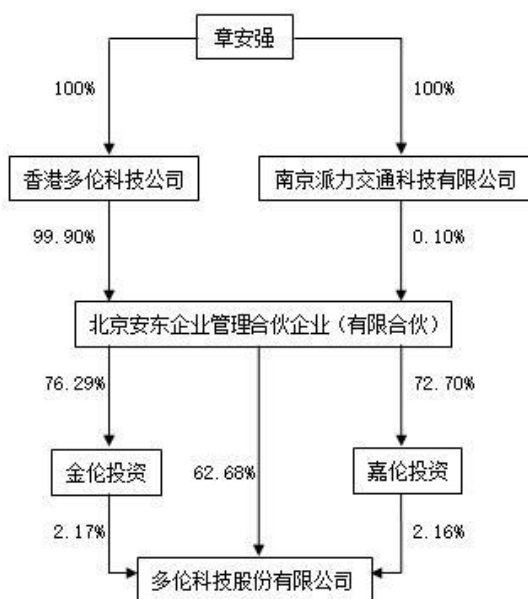 章安强
100%
100%
香港多伦科技公司
南京派力交通科技有限公司
99.90%
0.10%
北京安东企业管理合伙企业（有限合伙）
76.29%
72.70%
金伦投资
62.68%
嘉伦投资
2.17%
2.16%
多伦科技股份有限公司